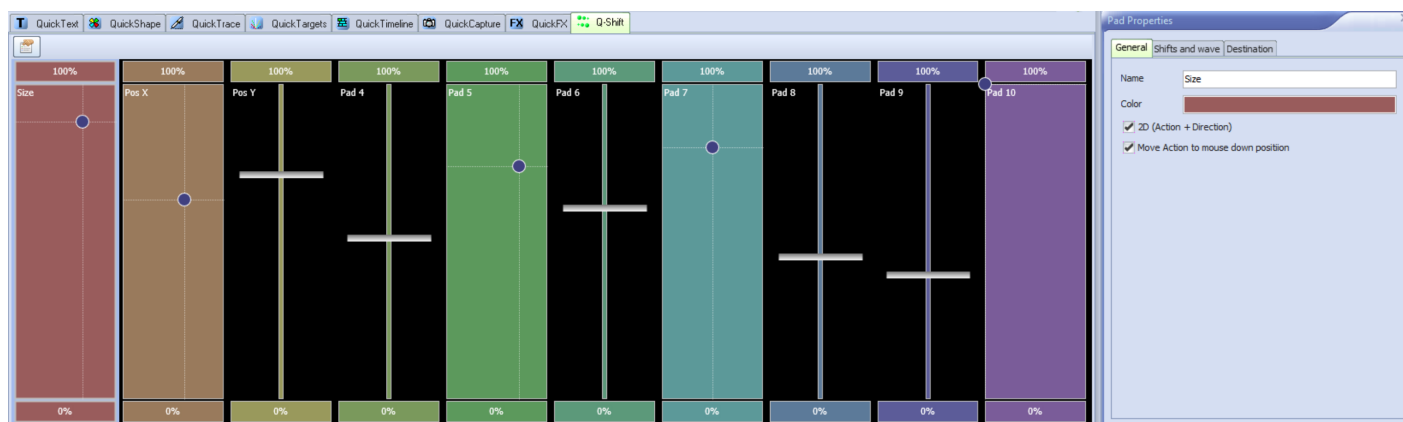 QuickText QuickShape QuickTrace QuickTargets QuickTimeline QuickCapture FX QuickFX Q-Shift
100% 100% 100% 100% 100% 100% 100% 100% 100% 100%
Size Pos X Pos Y Pad 4 Pad 5 Pad 6 Pad 7 Pad 8 Pad 9 Pad 10
0% 0% 0% 0% 0% 0% 0% 0% 0% 0%
Pad Properties
General Shifts and wave Destination
Name Size
Color
2D (Action + Direction)
Move Action to mouse down position